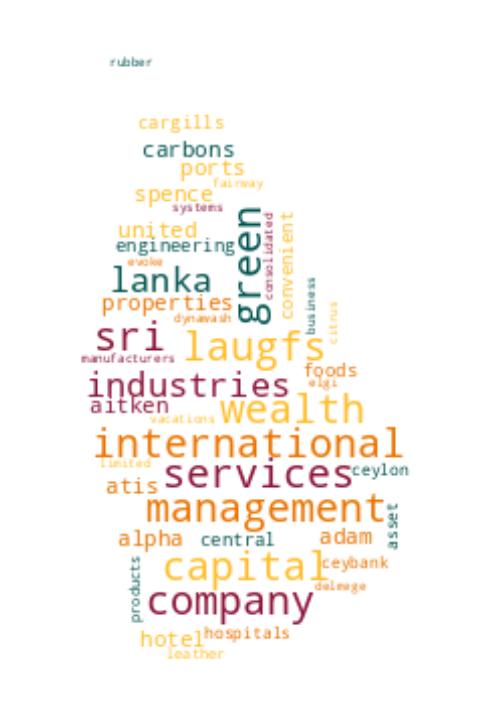 rubber
cargills
carbons
ports
fairway
spence
systems
green
consolidated
convenient
united
engineering
evoke
lanka
business
properties
citrus
dynawash
sri
laugfs
manufacturers
foods
elgi
industries
aitken
wealth
vacations
international
limited
services
ceylon
atis
management
asset
alpha
central
adam
capital
ceybank
products
delmege
company
hotel
hospitals
leather